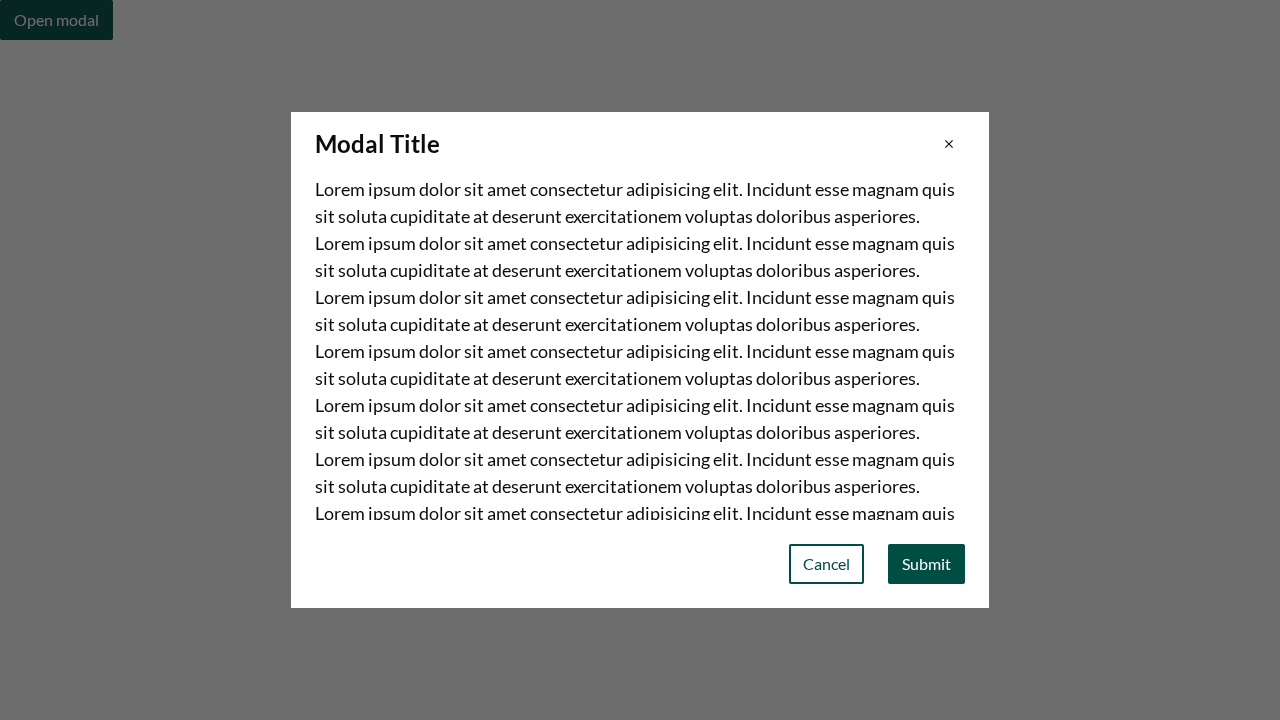 Open modal
Modal Title
×
Lorem ipsum dolor sit amet consectetur adipisicing elit. Incidunt esse magnam quis
sit soluta cupiditate at deserunt exercitationem voluptas doloribus asperiores.
Lorem ipsum dolor sit amet consectetur adipisicing elit. Incidunt esse magnam quis
sit soluta cupiditate at deserunt exercitationem voluptas doloribus asperiores.
Lorem ipsum dolor sit amet consectetur adipisicing elit. Incidunt esse magnam quis
sit soluta cupiditate at deserunt exercitationem voluptas doloribus asperiores.
Lorem ipsum dolor sit amet consectetur adipisicing elit. Incidunt esse magnam quis
sit soluta cupiditate at deserunt exercitationem voluptas doloribus asperiores.
Lorem ipsum dolor sit amet consectetur adipisicing elit. Incidunt esse magnam quis
sit soluta cupiditate at deserunt exercitationem voluptas doloribus asperiores.
Lorem ipsum dolor sit amet consectetur adipisicing elit. Incidunt esse magnam quis
sit soluta cupiditate at deserunt exercitationem voluptas doloribus asperiores.
Lorem ipsum dolor sit amet consectetur adipisicing elit. Incidunt esse magnam quis
Cancel
Submit